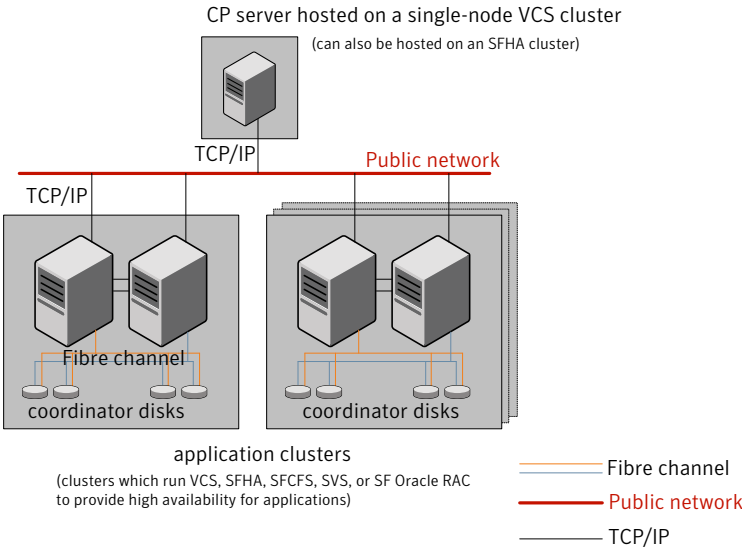 CP server hosted on a single-node VCS cluster
(can also be hosted on an SFHA cluster)
TCP/IP
Public network
TCP/IP
Fibre channel
coordinator disks
coordinator disks
application clusters
(clusters which run VCS, SFHA, SFCFS, SVS, or SF Oracle RAC
to provide high availability for applications)
Fibre channel
Public network
TCP/IP